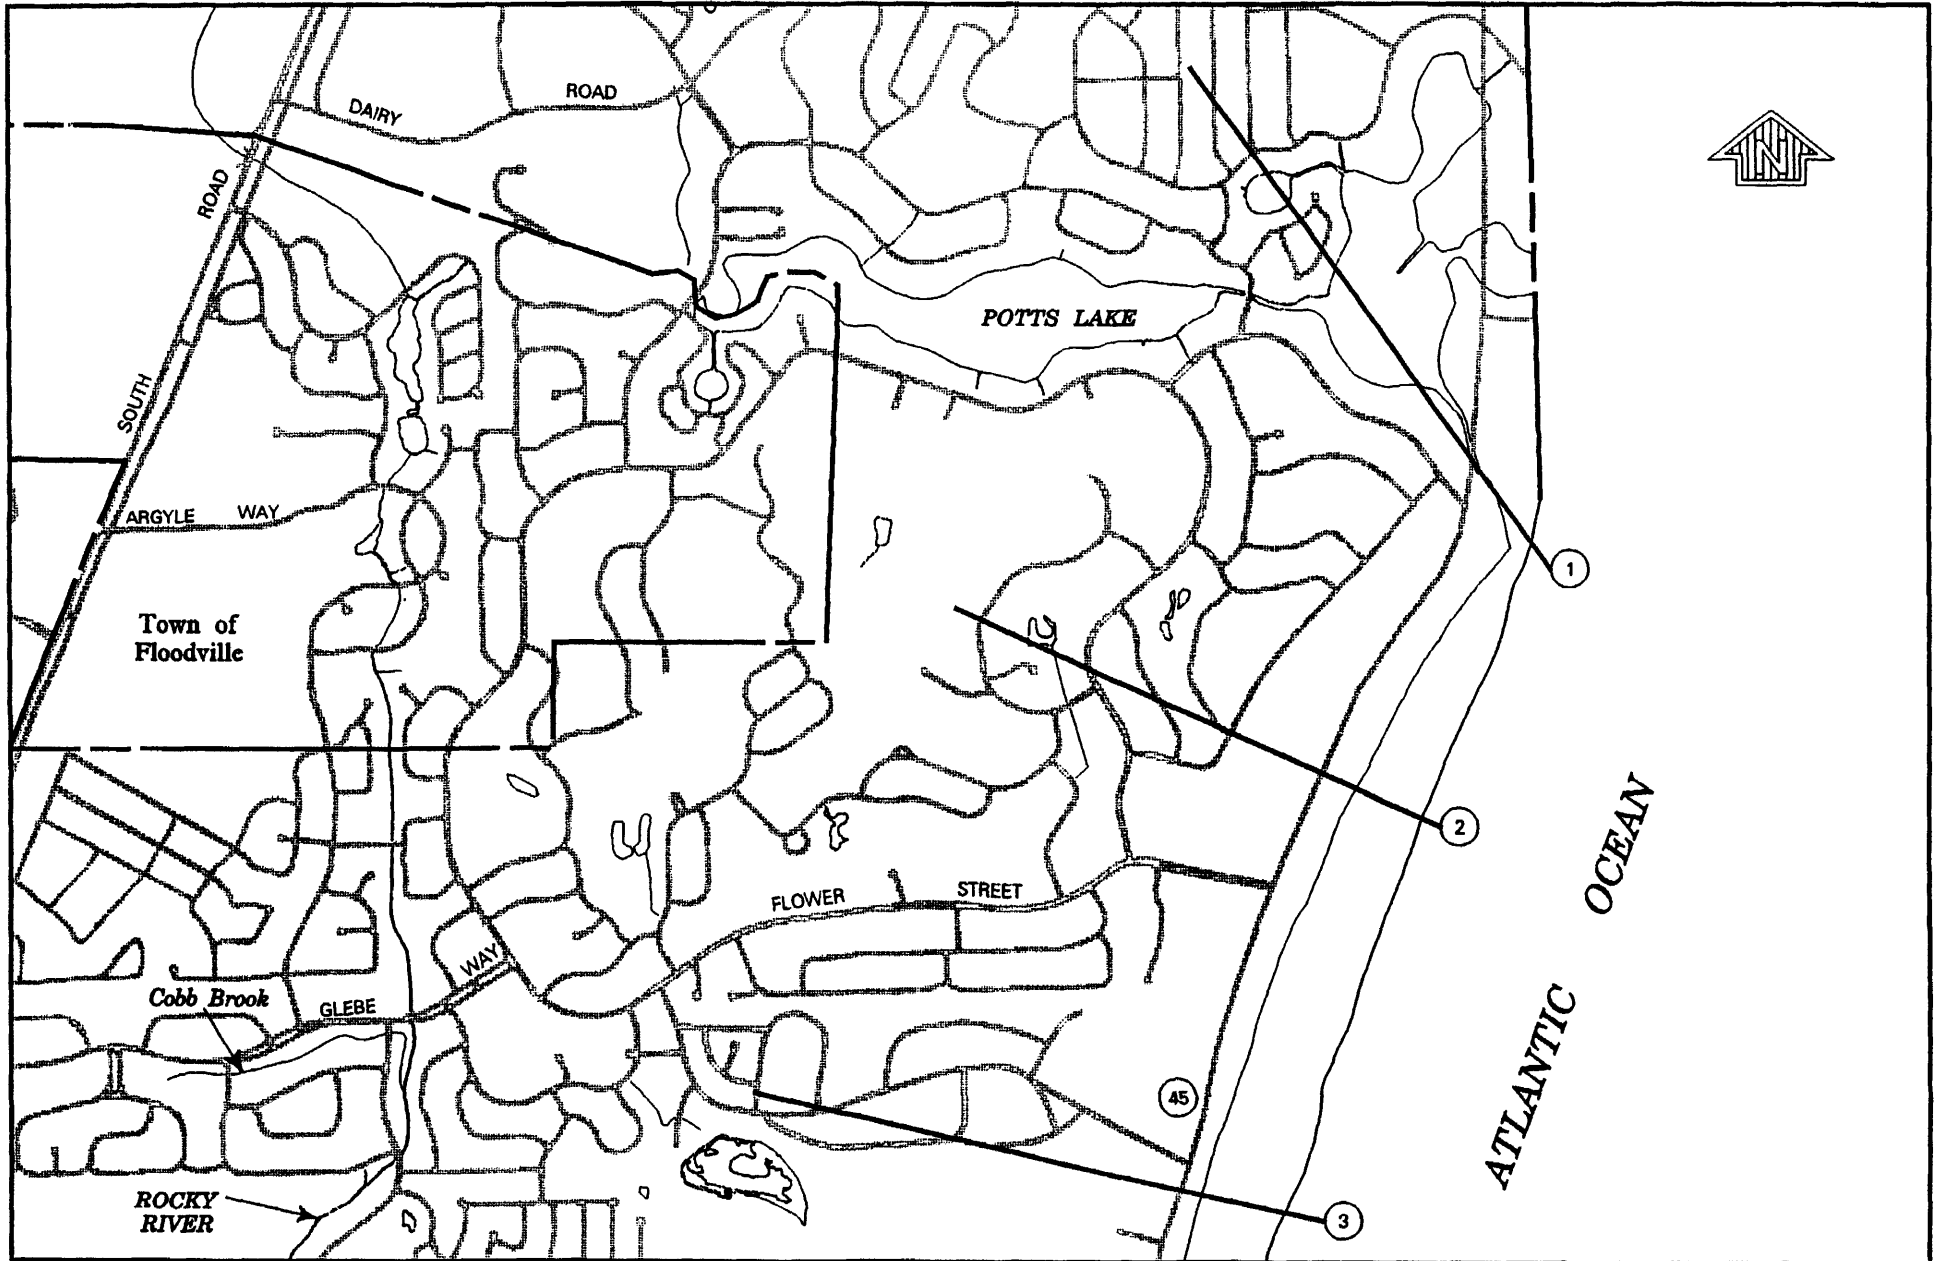 DAIRY ROAD
N
SOUTH ROAD
POTTS LAKE
ARGYLE WAY
Town of
Floodville
1
2
3
45
FLOWER STREET
GLEBE WAY
Cobb Brook
ROCKY
RIVER
ATLANTIC OCEAN